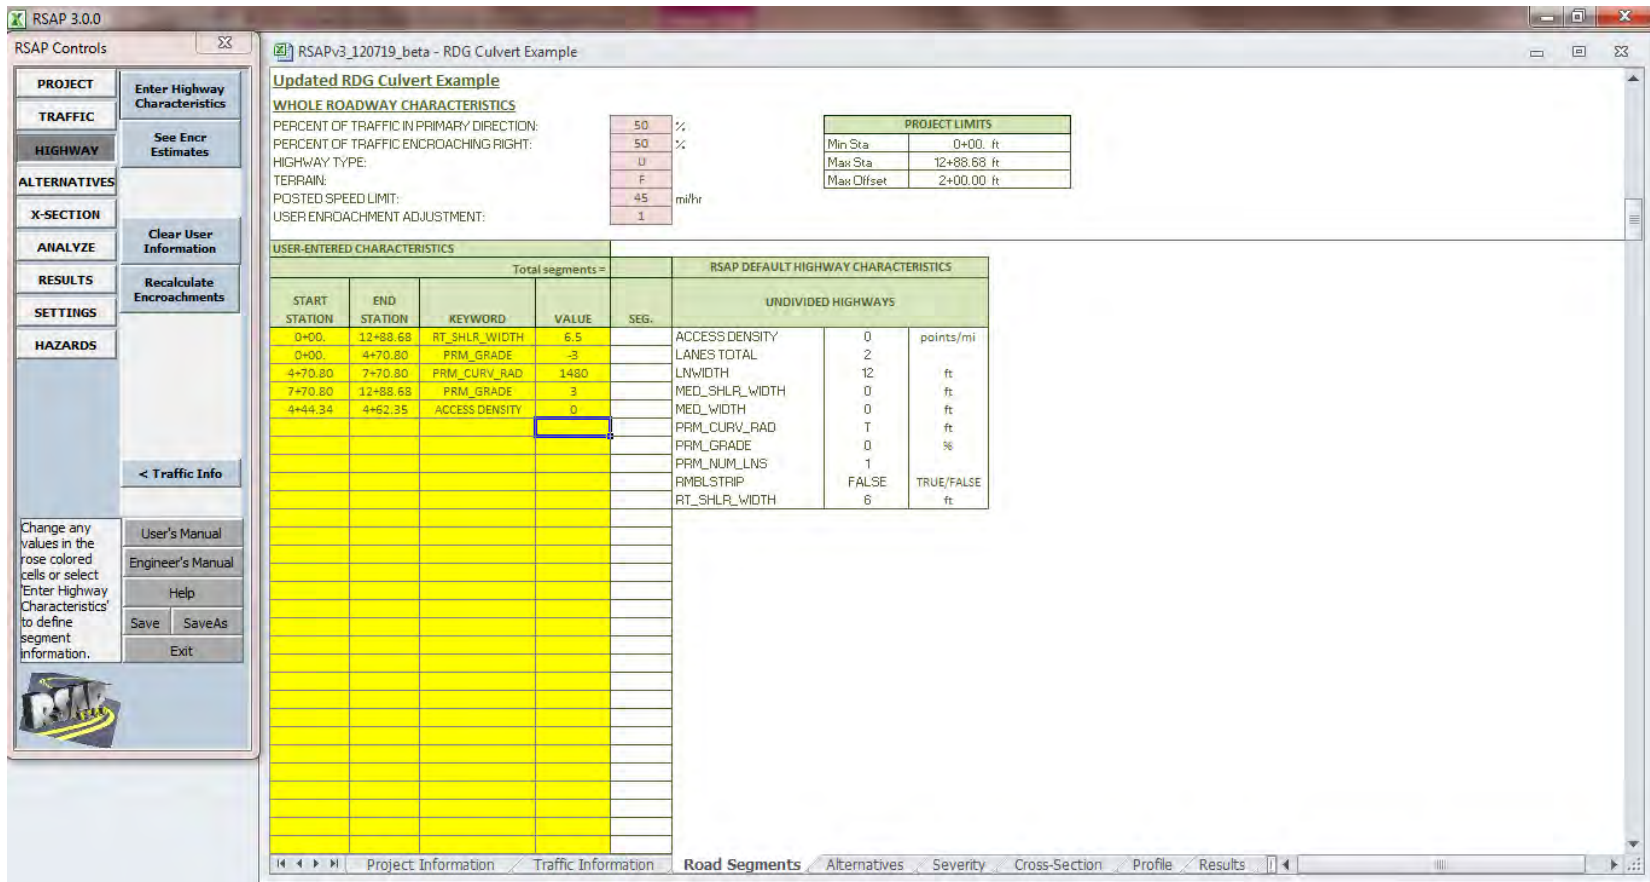 RSAP 3.0.0
RSAP Controls
PROJECT
TRAFFIC
HIGHWAY
ALTERNATIVES
X-SECTION
ANALYZE
RESULTS
SETTINGS
HAZARDS
Enter Highway
Characteristics
See Encr
Estimates
Clear User
Information
Recalculate
Encroachments
< Traffic Info
Change any
values in the
rose colored
cells or select
'Enter Highway
Characteristics'
to define
segment
information.
User's Manual
Engineer's Manual
Help
Save SaveAs
Exit
RSAP
RSAPv3_120719_beta - RDG Culvert Example
Updated RDG Culvert Example
WHOLE ROADWAY CHARACTERISTICS
PERCENT OF TRAFFIC IN PRIMARY DIRECTION: 50 %
PERCENT OF TRAFFIC ENCROACHING RIGHT: 50 %
HIGHWAY TYPE: U
TERRAIN: F
POSTED SPEED LIMIT: 45 mi/hr
USER ENROACHMENT ADJUSTMENT: 1
PROJECT LIMITS
Min Sta 0+00. ft
Max Sta 12+88.68 ft
Max Offset 2+00.00 ft
USER-ENTERED CHARACTERISTICS
Total segments =
START STATION END STATION KEYWORD VALUE SEG.
0+00. 12+88.68 RT_SHLR_WIDTH 6.5
0+00. 4+70.80 PRM_GRADE -3
4+70.80 7+70.80 PRM_CURV_RAD 1480
7+70.80 12+88.68 PRM_GRADE 3
4+44.34 4+62.35 ACCESS DENSITY 0
RSAP DEFAULT HIGHWAY CHARACTERISTICS
UNDIVIDED HIGHWAYS
ACCESS DENSITY 0 points/mi
LANES TOTAL 2
LNWIDTH 12 ft
MED_SHLR_WIDTH 0 ft
MED_WIDTH 0 ft
PRM_CURV_RAD T ft
PRM_GRADE 0 %
PRM_NUM_LNS 1
RMBLSTRIP FALSE TRUE/FALSE
RT_SHLR_WIDTH 6 ft
Project Information Traffic Information Road Segments Alternatives Severity Cross-Section Profile Results